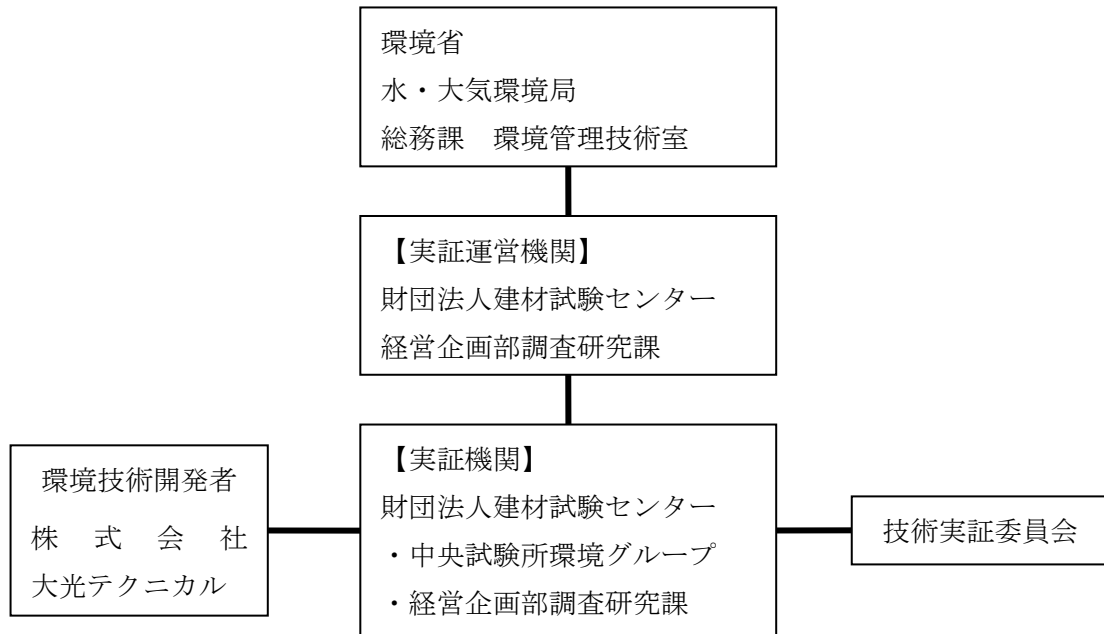 環境省
水・大気環境局
総務課　環境管理技術室
【実証運営機関】
財団法人建材試験センター
経営企画部調査研究課
環境技術開発者
株式会社
大光テクニカル
【実証機関】
財団法人建材試験センター
・中央試験所環境グループ
・経営企画部調査研究課
技術実証委員会